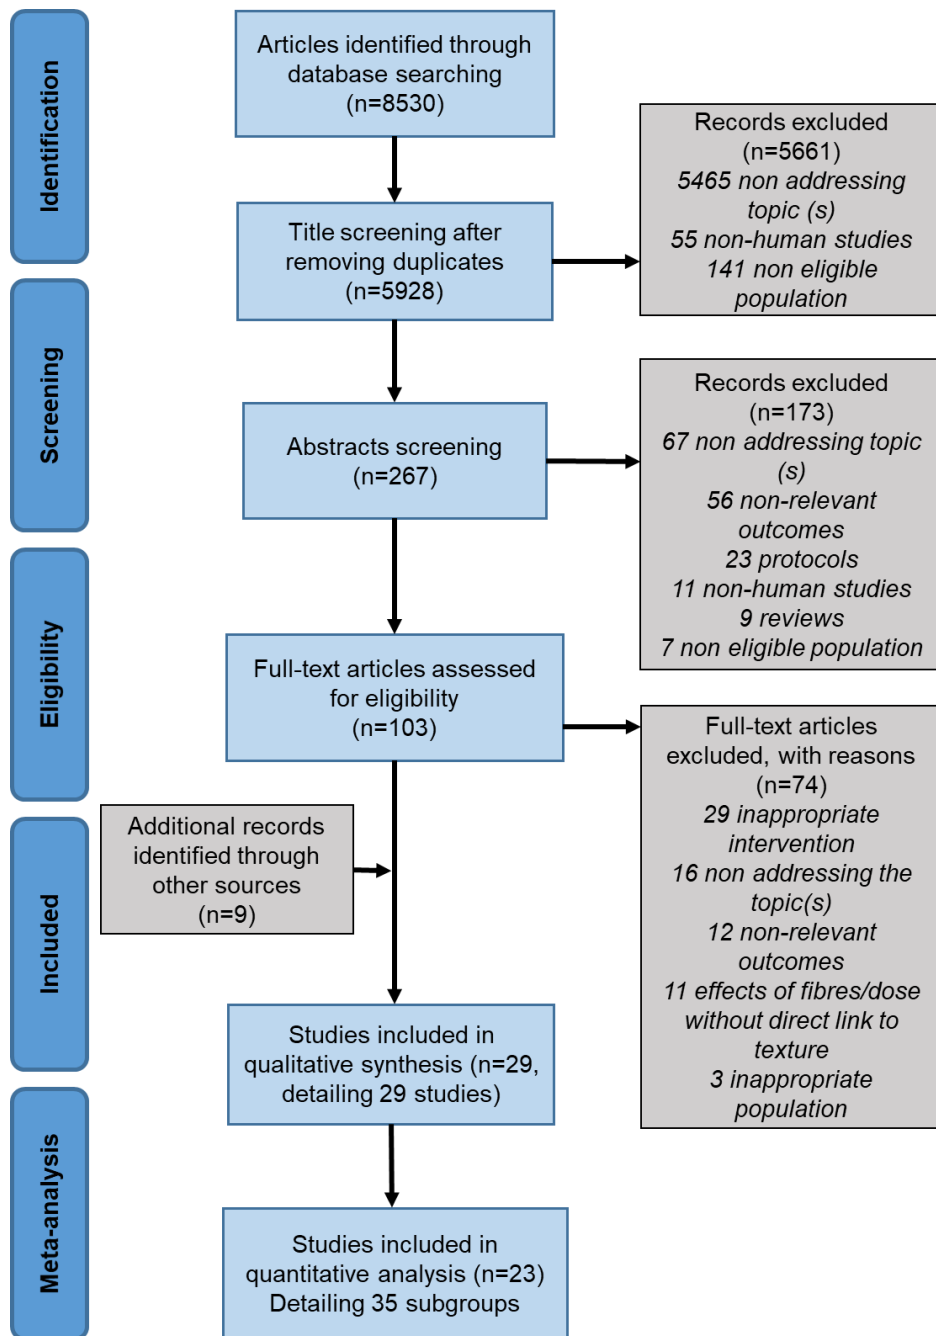 Identification
Articles identified through
database searching
(n=8530)
Records excluded
(n=5661)
5465 non addressing
topic (s)
55 non-human studies
141 non eligible
population
Title screening after
removing duplicates
(n=5928)
Screening
Abstracts screening
(n=267)
Records excluded
(n=173)
67 non addressing topic
(s)
56 non-relevant
outcomes
23 protocols
11 non-human studies
9 reviews
7 non eligible population
Eligibility
Full-text articles assessed
for eligibility
(n=103)
Full-text articles
excluded, with reasons
(n=74)
29 inappropriate
intervention
16 non addressing the
topic(s)
12 non-relevant
outcomes
11 effects of fibres/dose
without direct link to
texture
3 inappropriate
population
Included
Additional records
identified through
other sources
(n=9)
Studies included in
qualitative synthesis (n=29,
detailing 29 studies)
Meta-analysis
Studies included in
quantitative analysis (n=23)
Detailing 35 subgroups